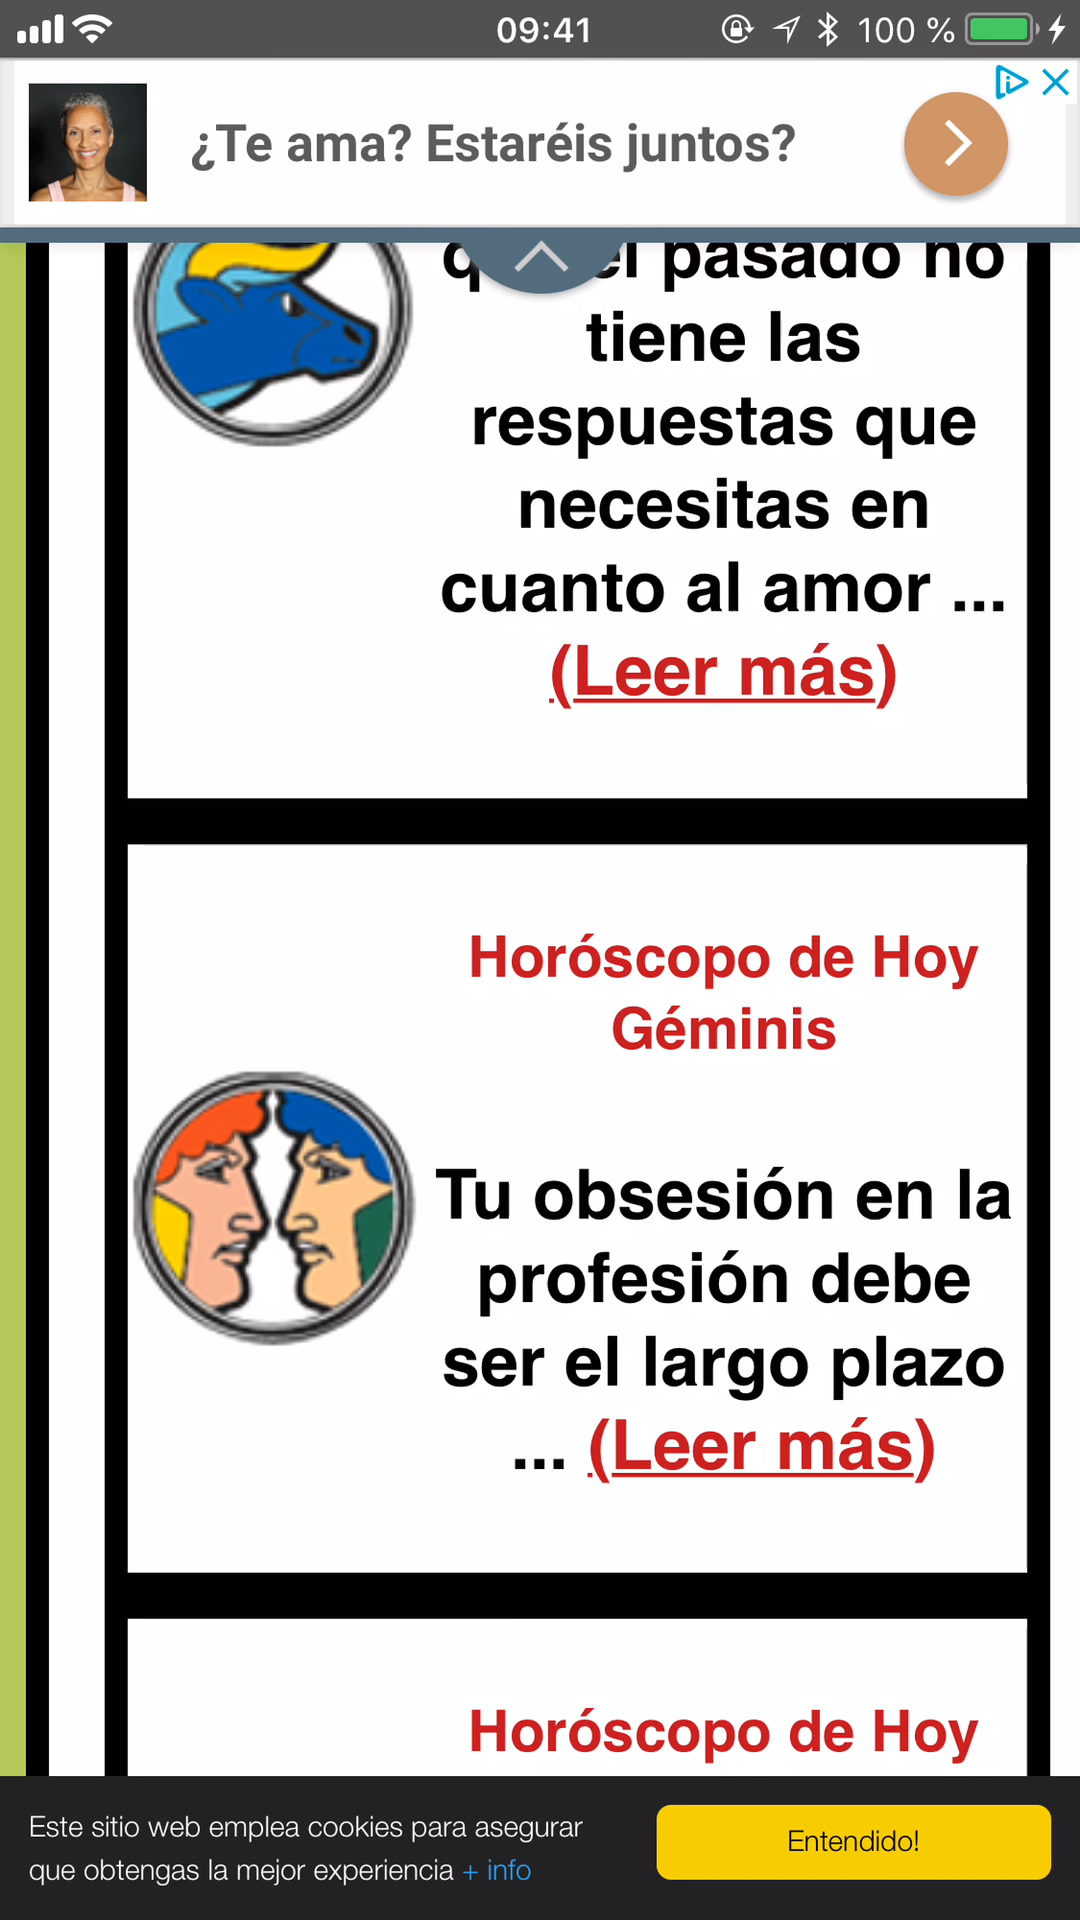 09:41
100 %
¿Te ama? Estaréis juntos?
el pasado no
tiene las
respuestas que
necesitas en
cuanto al amor ...
(Leer más)
Horóscopo de Hoy
Géminis
Tu obsesión en la
profesión debe
ser el largo plazo
... (Leer más)
Horóscopo de Hoy
Este sitio web emplea cookies para asegurar
que obtengas la mejor experiencia + info
Entendido!